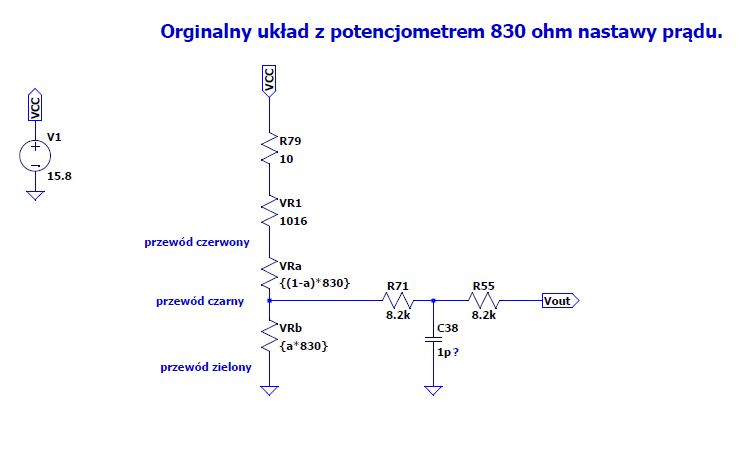 Orginalny układ z potencjometrem 830 ohm nastawy prądu.
VCC
VCC
V1
15.8
R79
10
VR1
1016
przewód czerwony
VRa
{(1-a)*830}
przewód czarny
R71
8.2k
R55
8.2k
Vout
VRb
{a*830}
C38
1p ?
przewód zielony